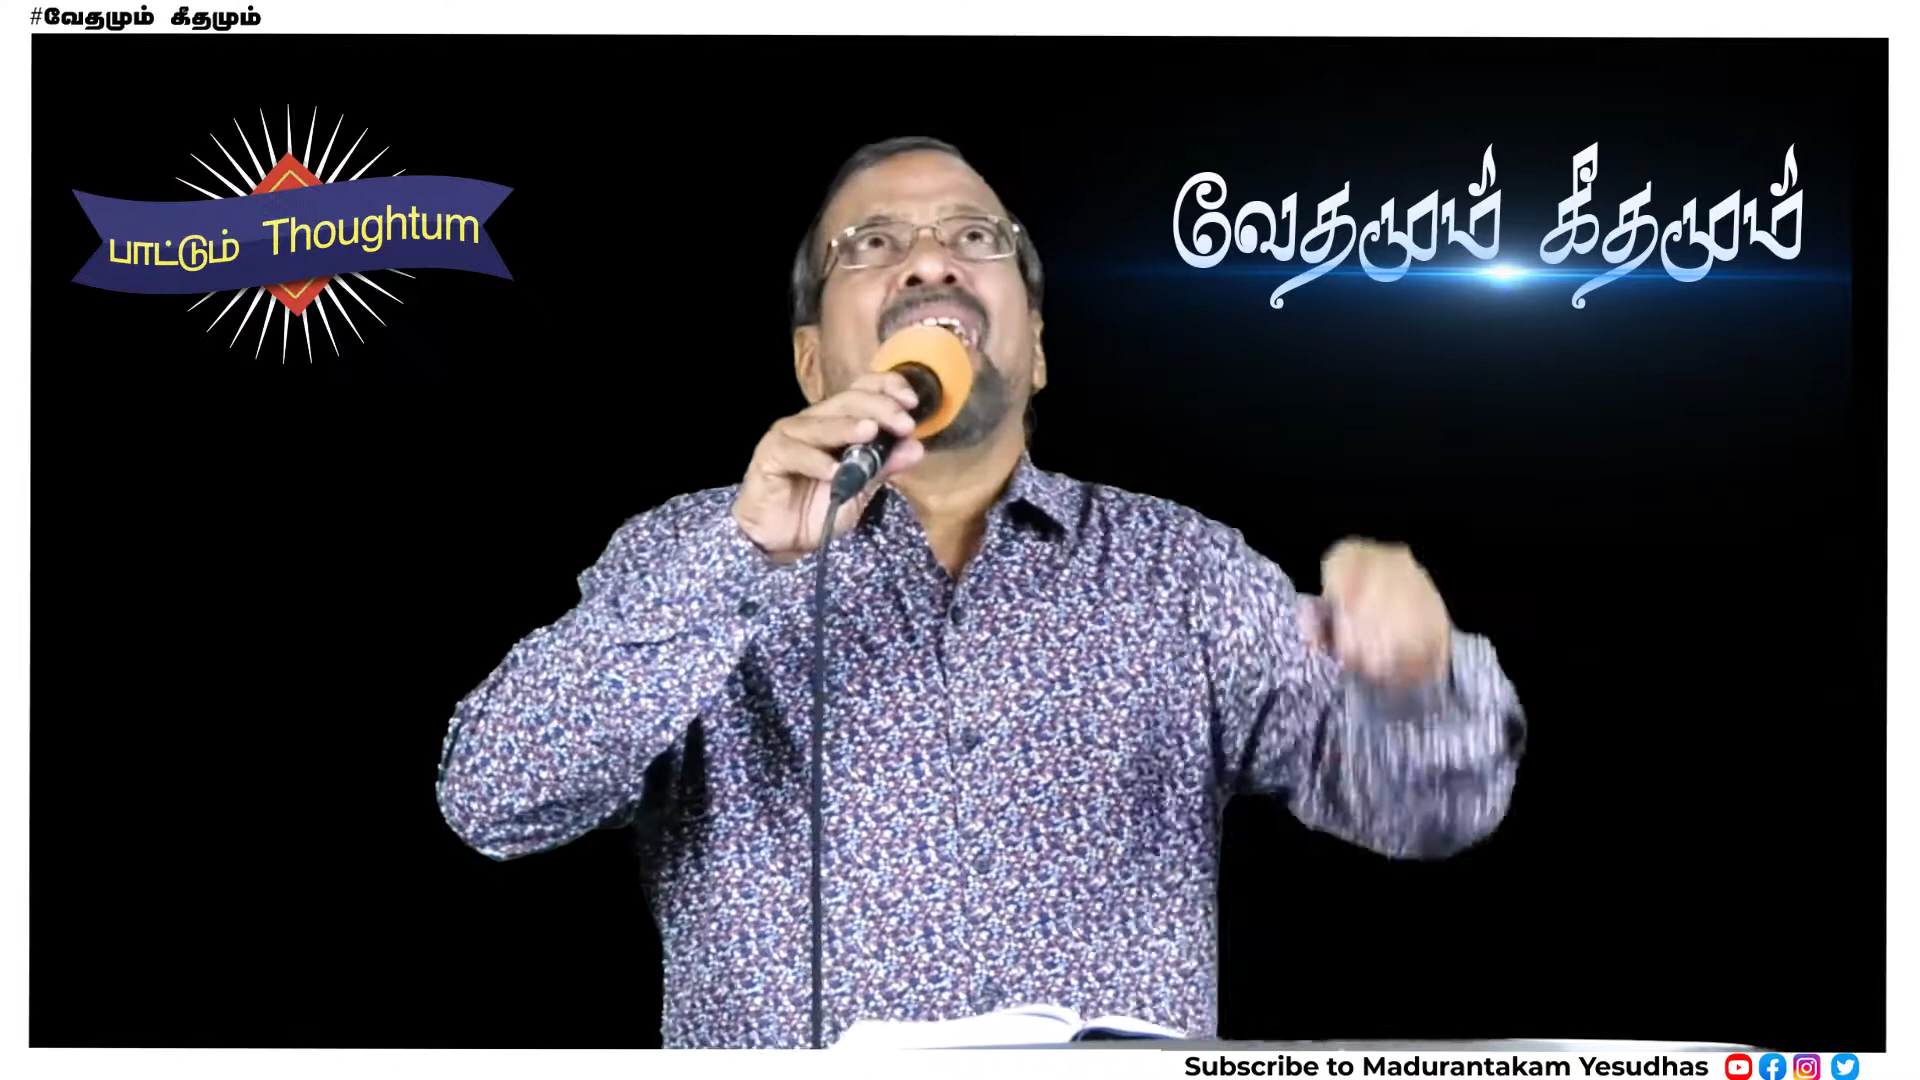 #வேதமும் கீதமும்
பாட்டும் Thoughtum
வேதமும் கீதமும்
Subscribe to Madurantakam Yesudhas